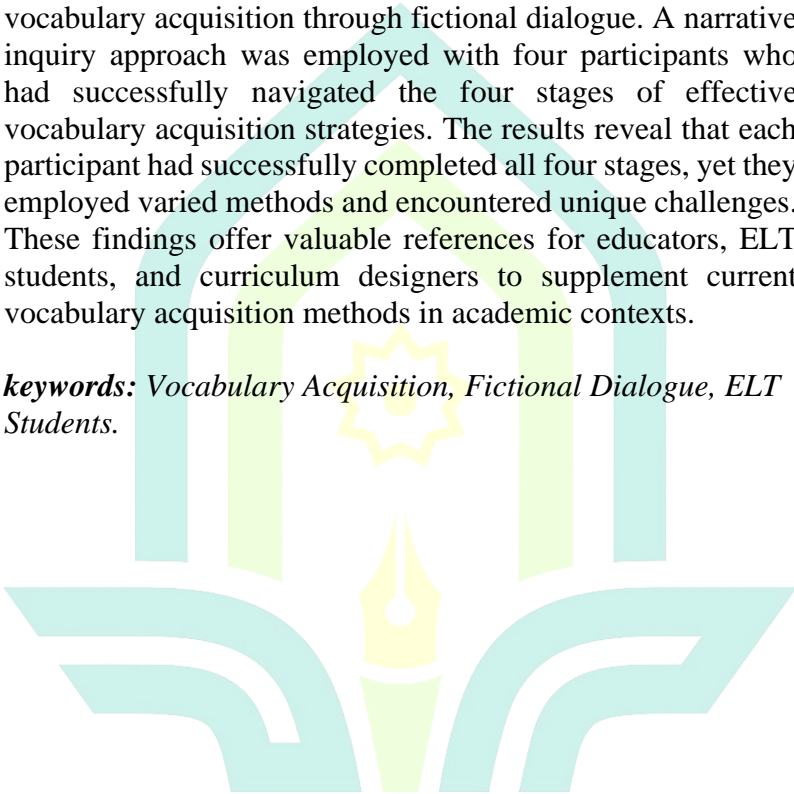 vocabulary acquisition through fictional dialogue. A narrative
inquiry approach was employed with four participants who
had successfully navigated the four stages of effective
vocabulary acquisition strategies. The results reveal that each
participant had successfully completed all four stages, yet they
employed varied methods and encountered unique challenges.
These findings offer valuable references for educators, ELT
students, and curriculum designers to supplement current
vocabulary acquisition methods in academic contexts.
keywords: Vocabulary Acquisition, Fictional Dialogue, ELT
Students.